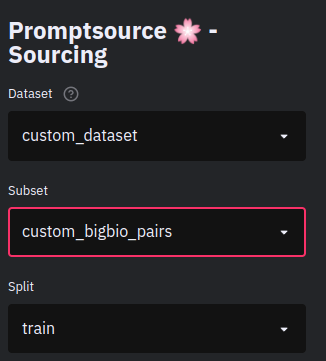 Promptsource 🌸 -
Sourcing
Dataset ?
custom_dataset
Subset
custom_bigbio_pairs
Split
train